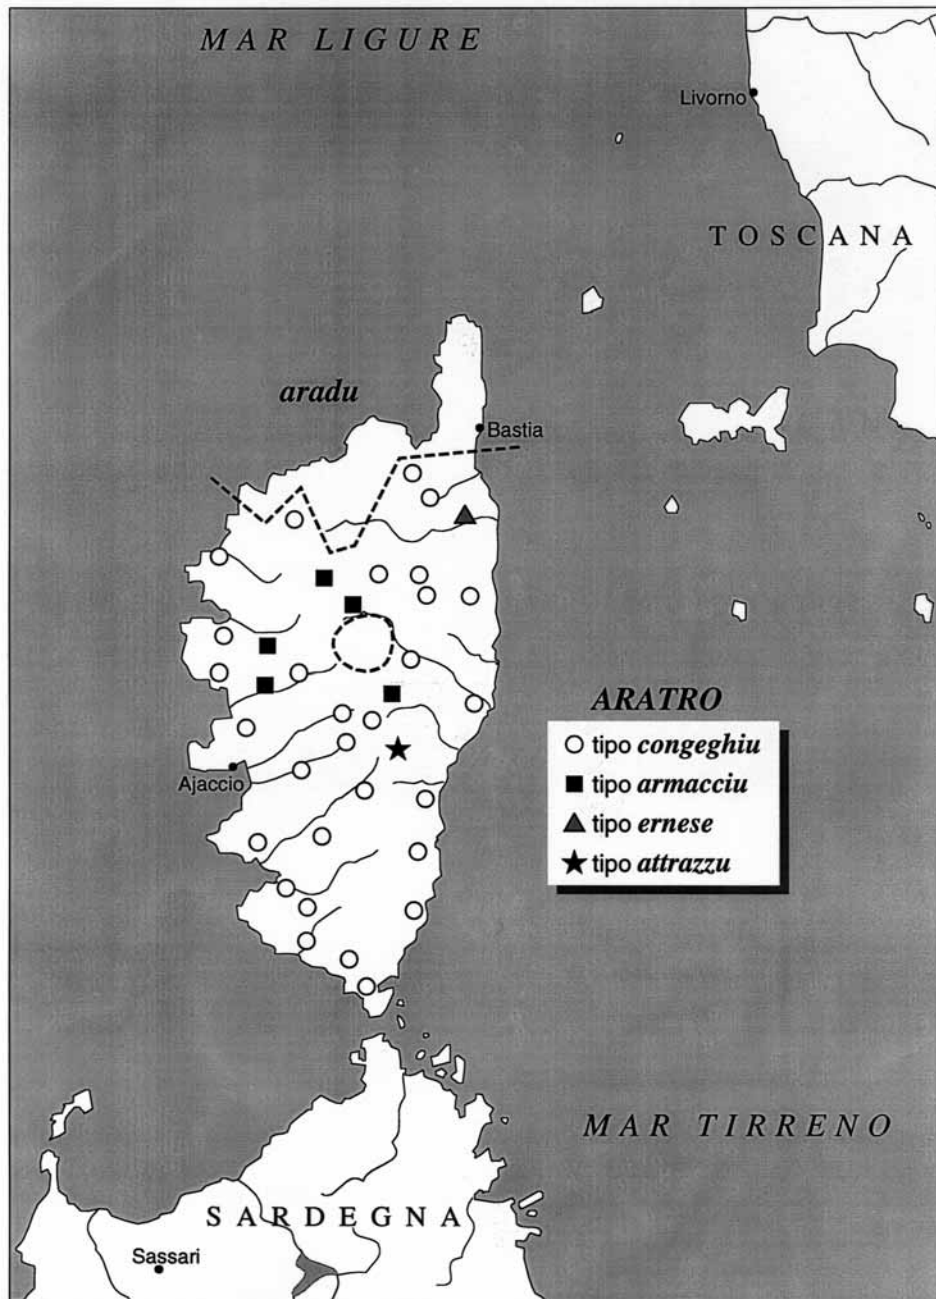 MAR LIGURE
Livorno
TOSCANA
aradu
Bastia
ARATRO
tipo congeghiu
tipo armacciu
Ajaccio
tipo ernese
tipo attrazzu
MAR TIRRENO
SARDEGNA
Sassari